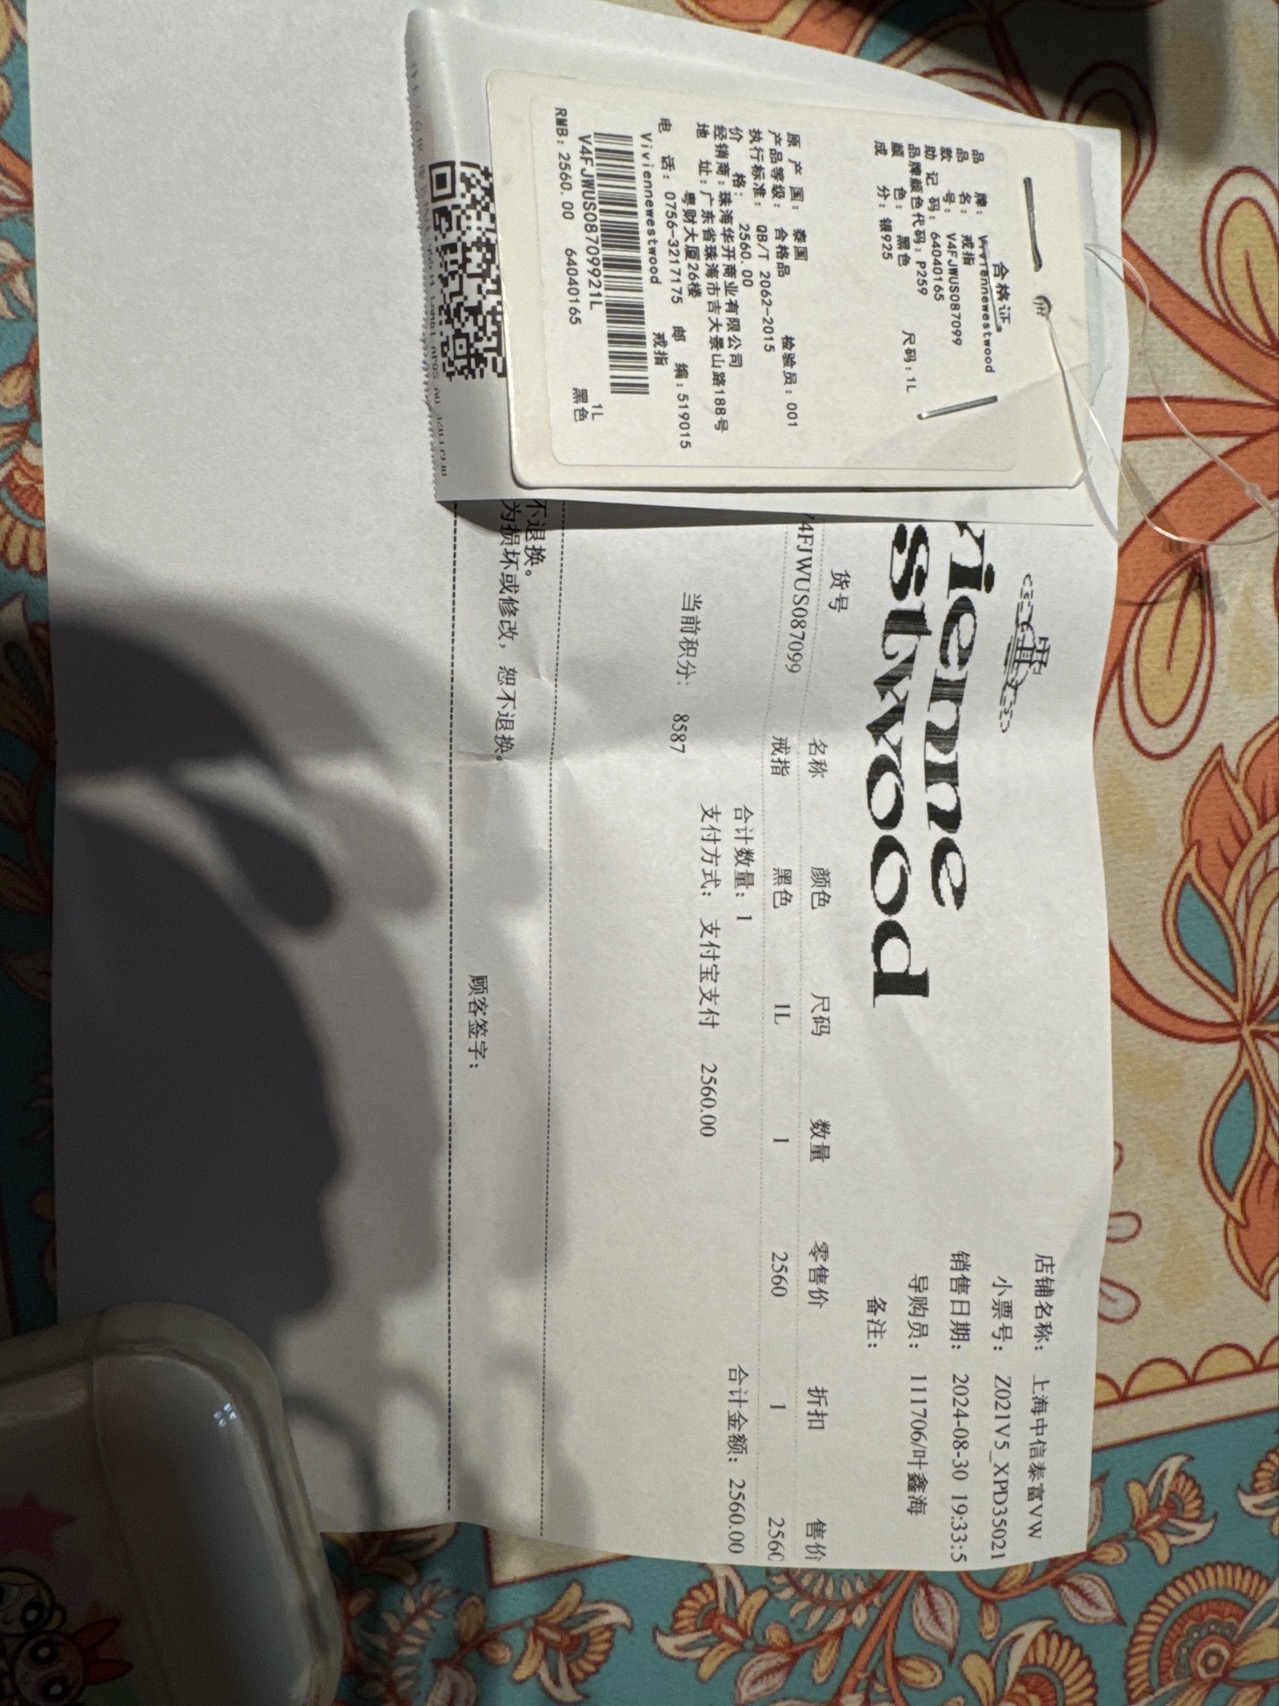 合格证
品 牌: Viviennewestwood
品 名: 戒指
款 号: V4FJWUS087099
助 记 码: 64040165
品牌颜色代码: P259
颜 色: 黑色 尺码: 1L
成 分: 银925
原 产 国: 泰国
产品等级: 合格品 检验员: 001
执行标准: QB/T 2062-2015
价 格: 2560.00
经销商: 珠海华开商业有限公司
地 址: 广东省珠海市吉大景山路188号
粤财大厦26楼
电 话: 0756-3217175 邮 编: 519015
Viviennewestwood 戒指
V4FJWUS08709921L 1L
RMB: 2560.00 64040165 黑色
rienne
stwood
店铺名称: 上海中信泰富VW
小票号: Z021V5_XPD35021
销售日期: 2024-08-30 19:33:5
导购员: 111706/叶鑫海
备注:
货号 名称 颜色 尺码 数量 零售价 折扣 售价
V4FJWUS087099 戒指 黑色 1L 1 2560 1 2560
合计数量: 1 合计金额: 2560.00
支付方式: 支付宝支付 2560.00
当前积分: 8587
不退换。
为损坏或修改, 恕不退换。
顾客签字: